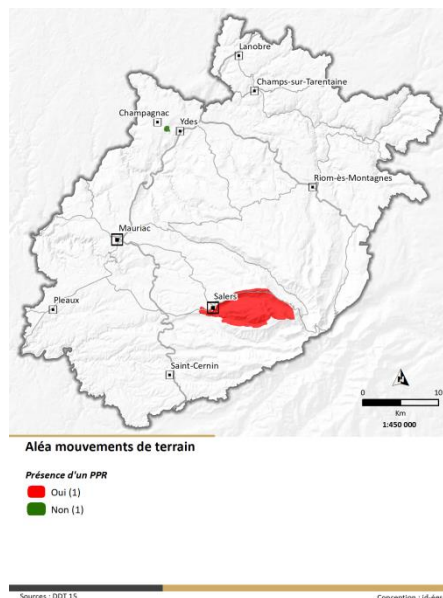 Lanobre
Champs-sur-Tarentaine
Champagnac
Ydes
Riom-ès-Montagnes
Mauriac
Salers
Pleaux
Saint-Cernin
N
0 10
Km
1:450 000
Aléa mouvements de terrain
Présence d'un PPR
Oui (1)
Non (1)
Sources : DDT 15
Conception :